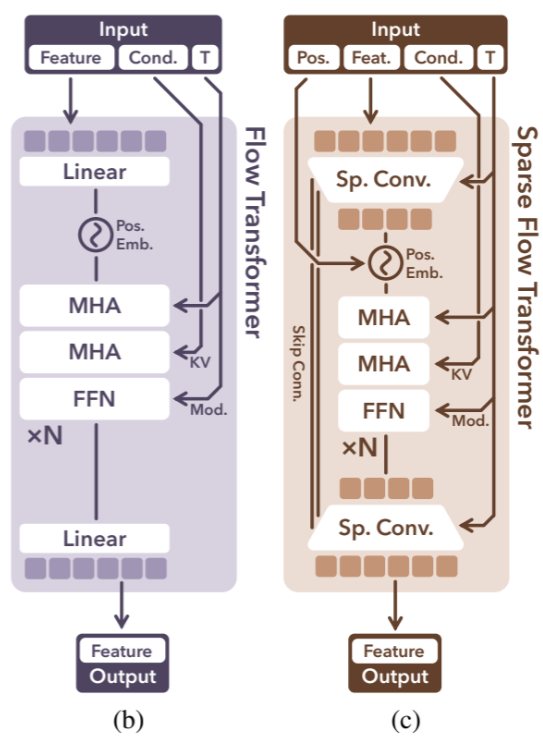 Input
Feature Cond. T
Flow Transformer
Linear
Pos.
Emb.
MHA
MHA
KV
FFN
Mod.
×N
Linear
Feature
Output
(b)
Input
Pos. Feat. Cond. T
Sparse Flow Transformer
Sp. Conv.
Pos.
Emb.
Skip Conn.
MHA
MHA
KV
FFN
Mod.
×N
Sp. Conv.
Feature
Output
(c)